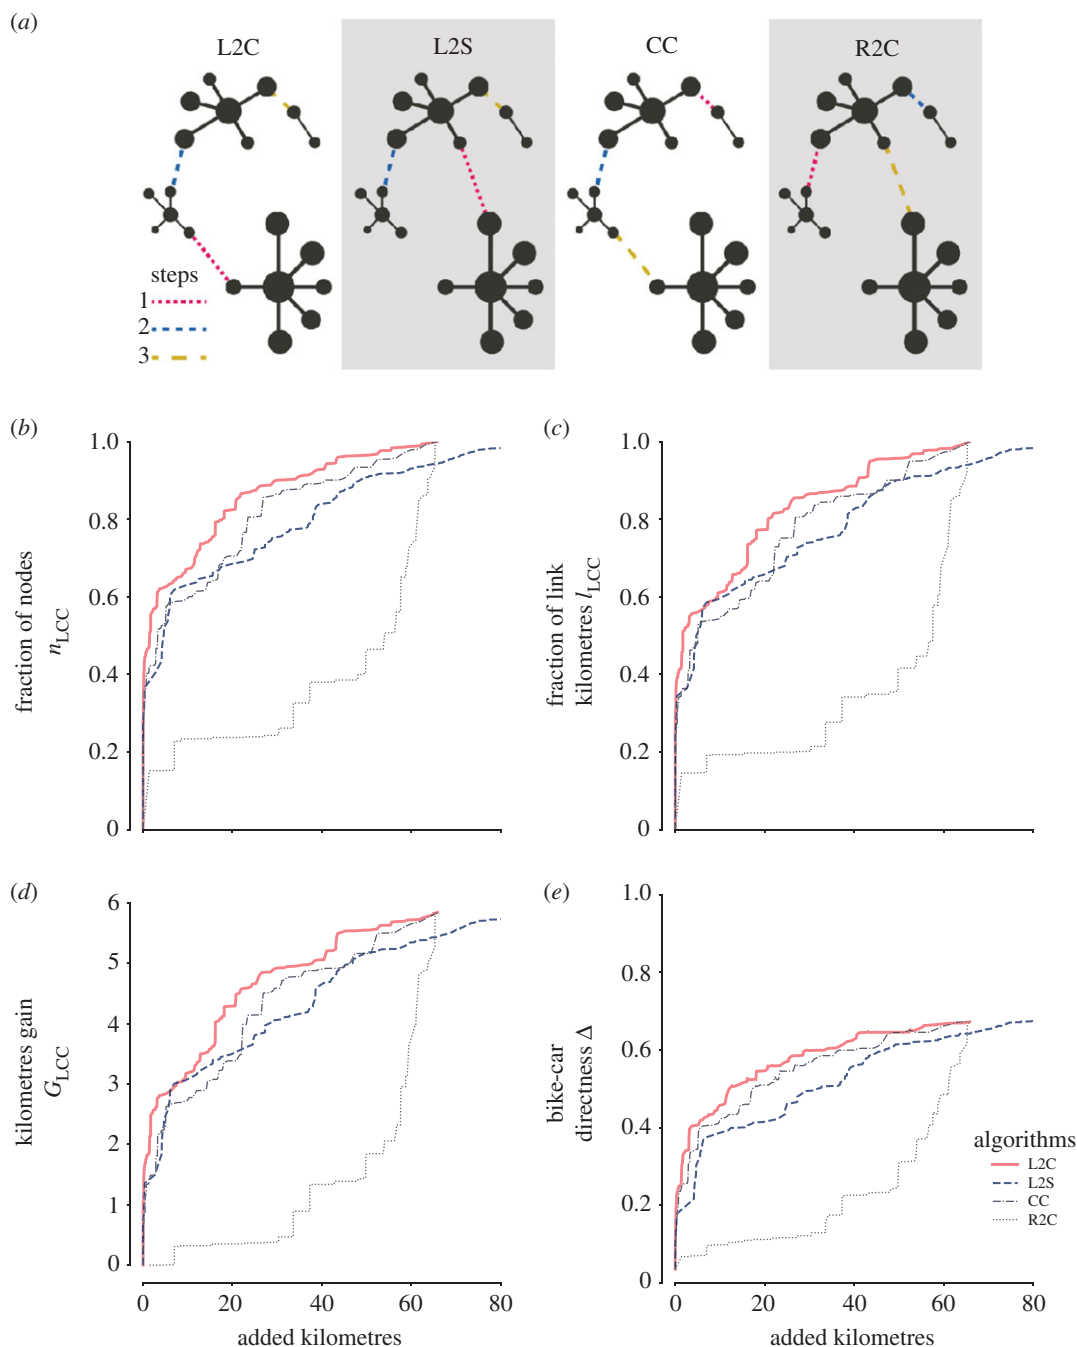 (a)
L2C
L2S
CC
R2C
steps
1
2
3
(b)
1.0
0.8
0.6
0.4
0.2
0
fraction of nodes
nLCC
(c)
1.0
0.8
0.6
0.4
0.2
0
fraction of link
kilometres lLCC
(d)
6
5
4
3
2
1
0
kilometres gain
GLCC
0 20 40 60 80
added kilometres
(e)
1.0
0.8
0.6
0.4
0.2
0
bike-car
directness Δ
algorithms
L2C
L2S
CC
R2C
0 20 40 60 80
added kilometres